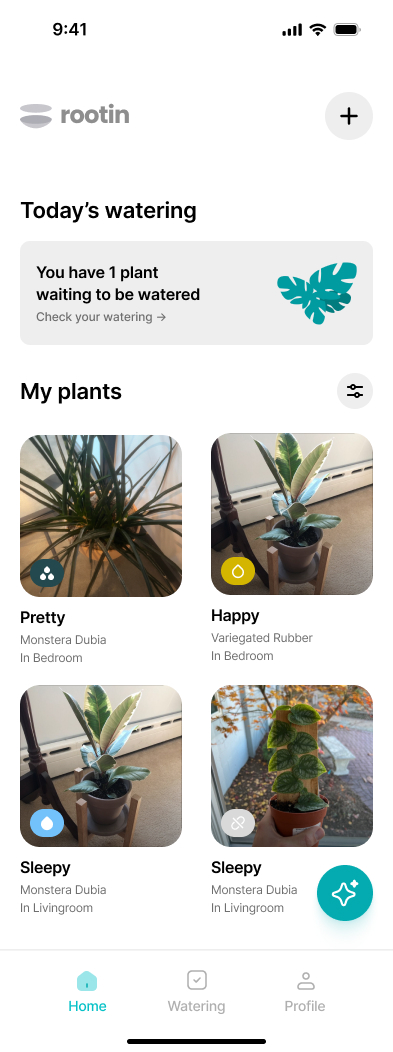 9:41
rootin
Today’s watering
You have 1 plant
waiting to be watered
Check your watering →
My plants
Pretty
Monstera Dubia
In Bedroom
Happy
Variegated Rubber
In Bedroom
Sleepy
Monstera Dubia
In Livingroom
Sleepy
Monstera Dubia
In Livingroom
Home
Watering
Profile